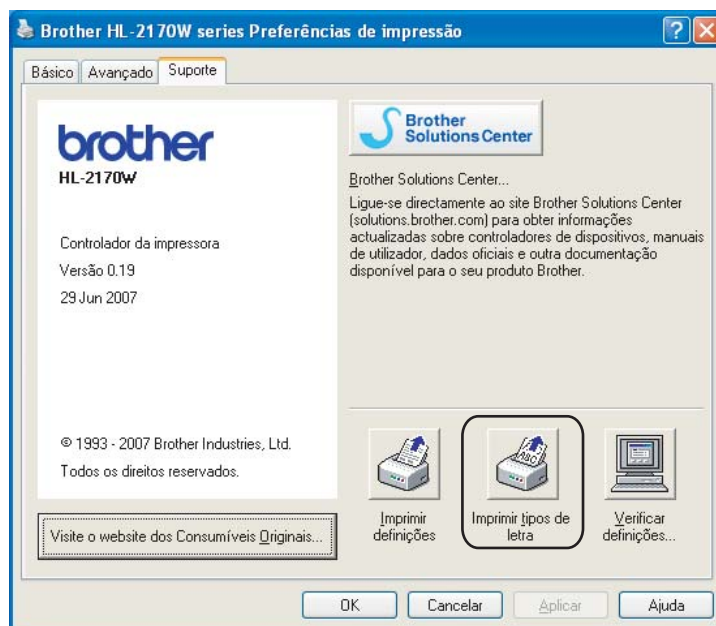 Brother HL-2170W series Preferências de impressão
Básico
Avançado
Suporte
brother
HL-2170W
Controlador da impressora
Versão 0.19
29 Jun 2007
© 1993 - 2007 Brother Industries, Ltd.
Todos os direitos reservados.
Visite o website dos Consumíveis Originais...
Brother
Solutions Center
Brother Solutions Center...
Ligue-se directamente ao site Brother Solutions Center
(solutions.brother.com) para obter informações
actualizadas sobre controladores de dispositivos, manuais
de utilizador, dados oficiais e outra documentação
disponível para o seu produto Brother.
ABC
Imprimir
definições
Imprimir tipos de
letra
Verificar
definições...
OK
Cancelar
Aplicar
Ajuda